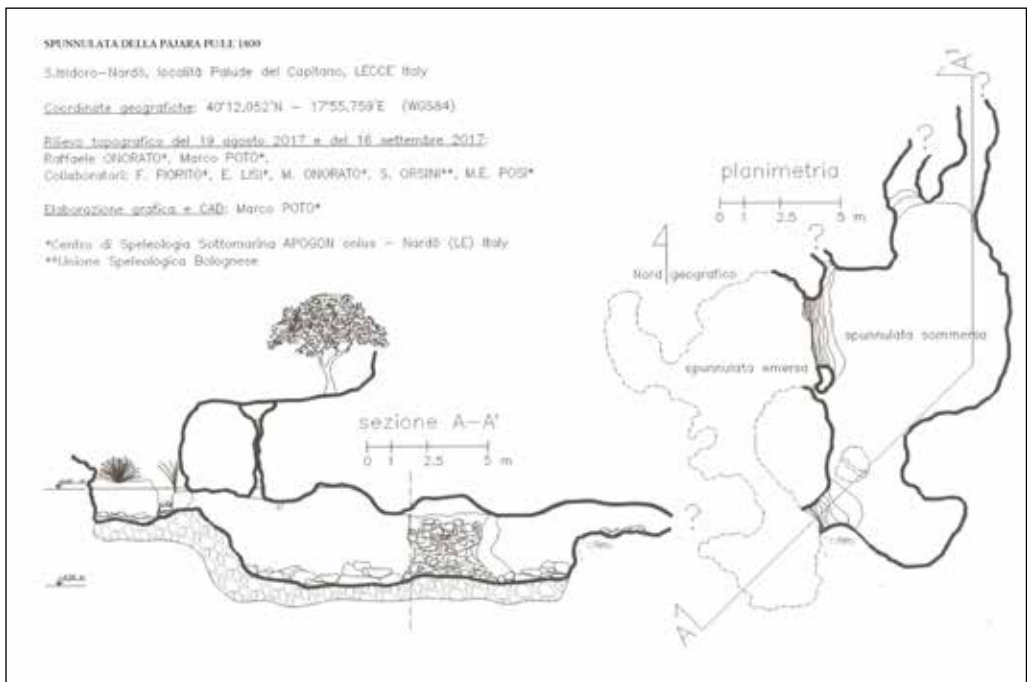 SPUNNULATA DELLA PAJARA PU/LE 1600
S.Isidoro-Nardò, località Palude del Capitano, LECCE Italy
Coordinate geografiche: 40°12,052'N - 17°55,759'E (WGS84)
Rilievo topografico del 19 agosto 2017 e del 16 settembre 2017:
Raffaele ONORATO*, Marco POTO*,
Collaboratori: F. FIORITO*, E. LISI*, M. ONORATO*, S. ORSINI**, M.E. POSI*
Elaborazione grafica e CAD: Marco POTO*
*Centro di Speleologia Sottomarina APOGON onlus - Nardò (LE) Italy
**Unione Speleologica Bolognese
A'
?
?
planimetria
0 1 2.5 5 m
?
Nord geografico
spunnulata sommersa
spunnulata emersa
sezione A-A'
0 1 2.5 5 m
?
A